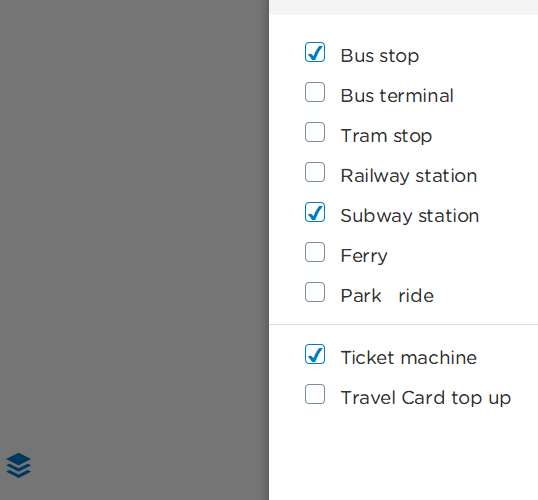 Bus stop
Bus terminal
Tram stop
Railway station
Subway station
Ferry
Park ride
Ticket machine
Travel Card top up